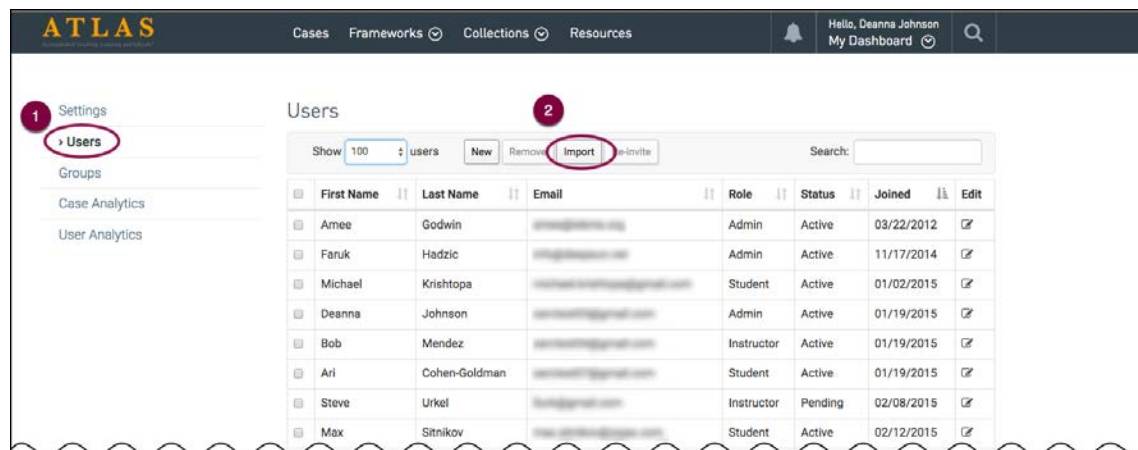 ATLAS
Cases Frameworks Collections Resources
Hello, Deanna Johnson
My Dashboard
1
Settings
› Users
Groups
Case Analytics
User Analytics
Users
2
Show 100 users New Remove Import Re-invite Search:
First Name Last Name Email Role Status Joined Edit
Amee Godwin Admin Active 03/22/2012
Faruk Hadzic Admin Active 11/17/2014
Michael Krishtopa Student Active 01/02/2015
Deanna Johnson Admin Active 01/19/2015
Bob Mendez Instructor Active 01/19/2015
Ari Cohen-Goldman Student Active 01/19/2015
Steve Urkel Instructor Pending 02/08/2015
Max Sitnikov Student Active 02/12/2015